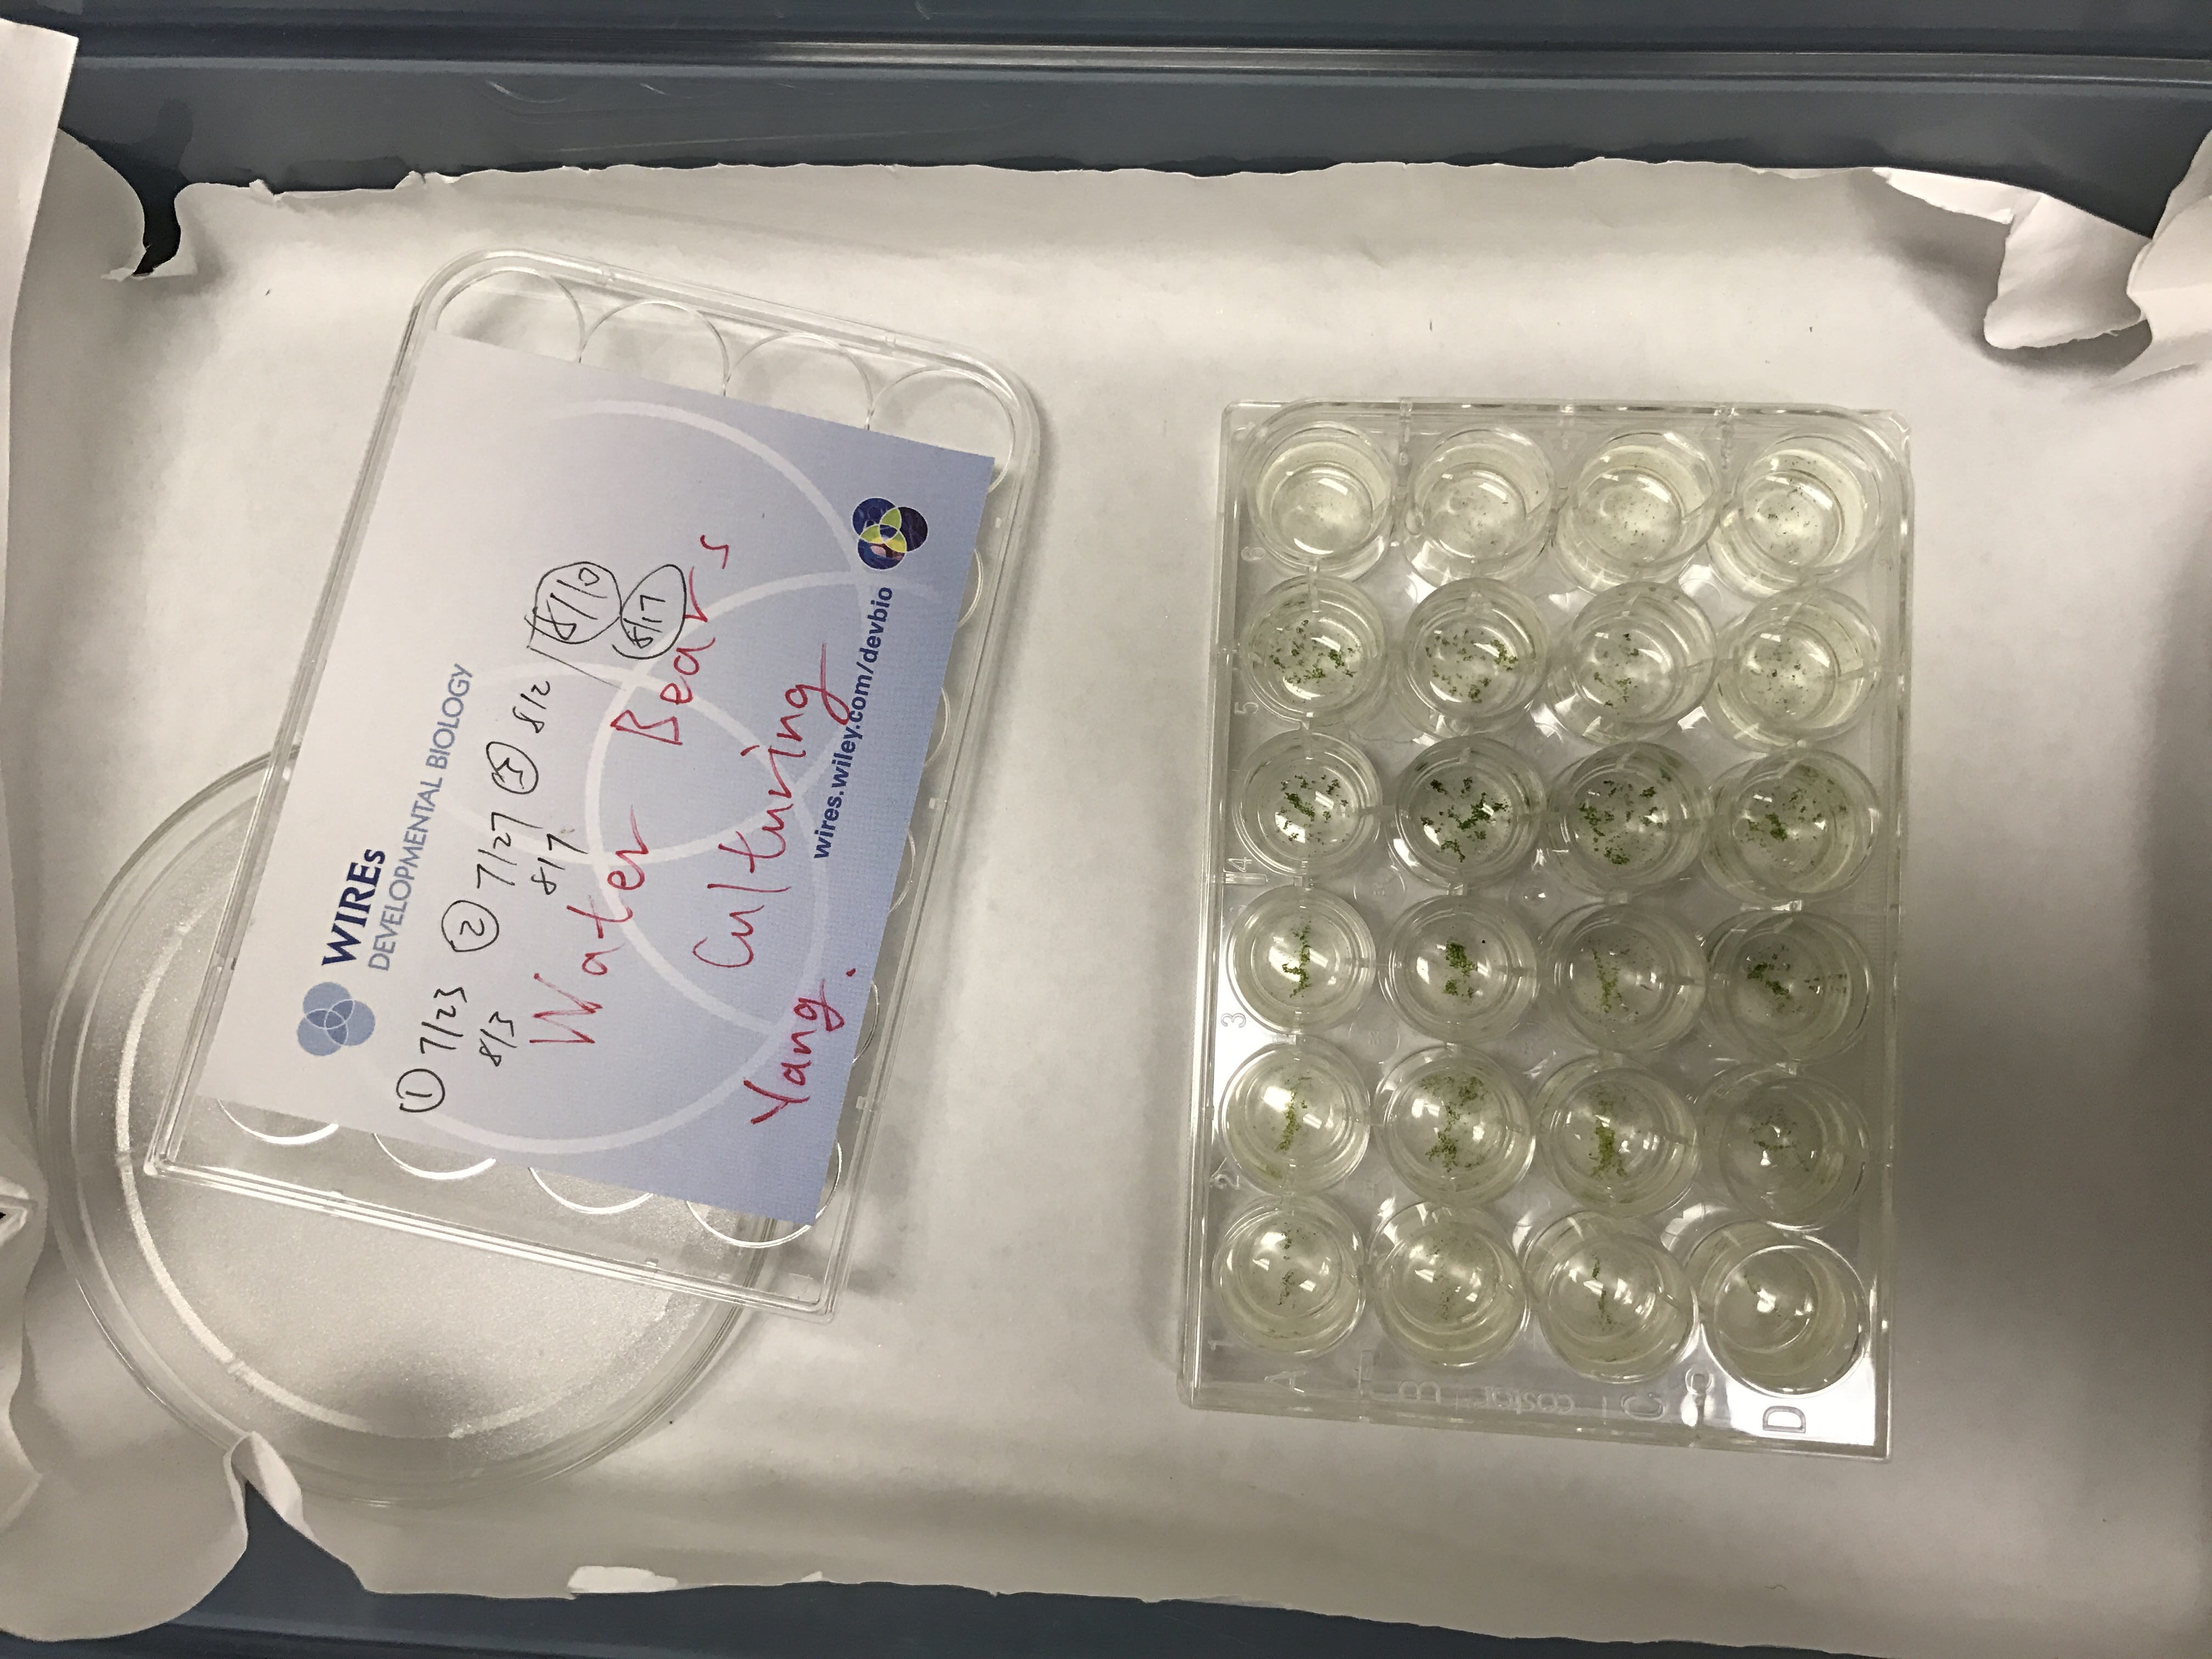 WIREs
DEVELOPMENTAL BIOLOGY
① 7/23 ② 7/27 ③ 8/2 8/10
8/3 8/7 8/17
Water Bears
Culturing
Yang.
wires.wiley.com/devbio
1 2 3 4 5 6
A
B
Costar
C
D